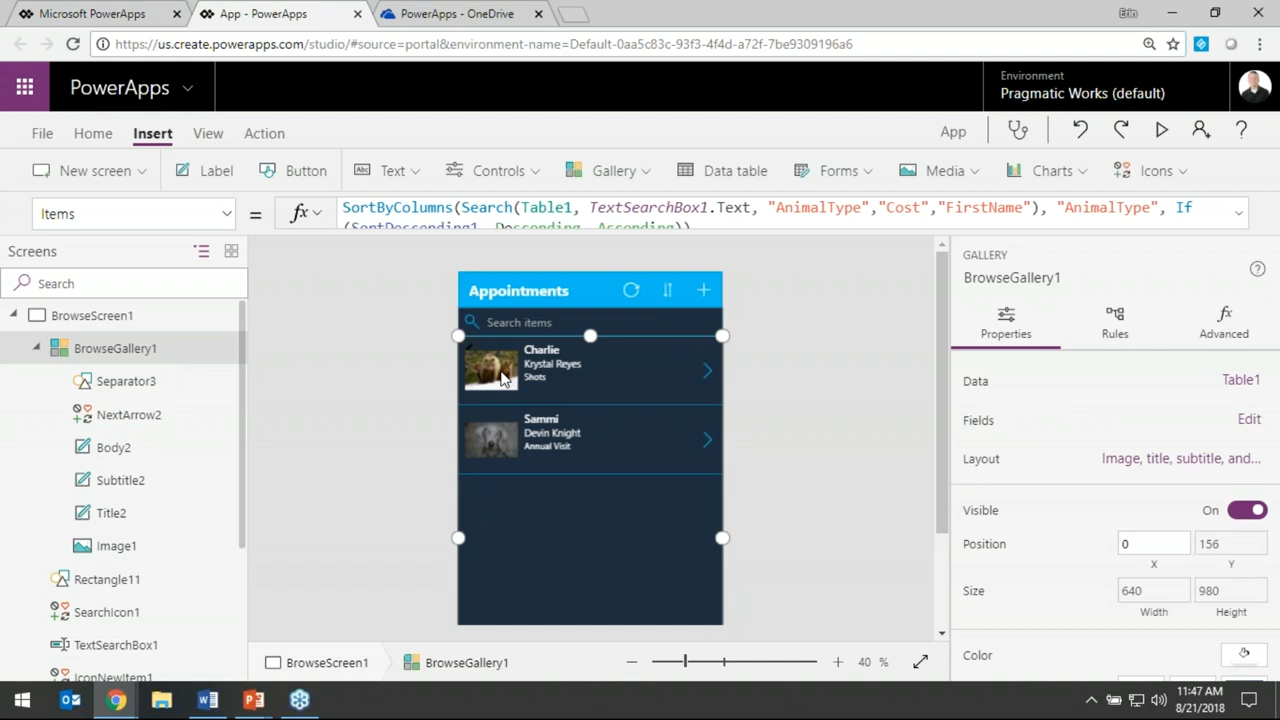 Microsoft PowerApps
App - PowerApps
PowerApps - OneDrive
https://us.create.powerapps.com/studio/#source=portal&environment-name=Default-0aa5c83c-93f3-4f4d-a72f-7be9309196a6
PowerApps
Environment
Pragmatic Works (default)
File
Home
Insert
View
Action
App
New screen
Label
Button
Text
Controls
Gallery
Data table
Forms
Media
Charts
Icons
Items
=
fx
SortByColumns(Search(Table1, TextSearchBox1.Text, "AnimalType","Cost","FirstName"), "AnimalType", If
(SortDescending1, Descending, Ascending))
Screens
Search
BrowseScreen1
BrowseGallery1
Separator3
NextArrow2
Body2
Subtitle2
Title2
Image1
Rectangle11
SearchIcon1
TextSearchBox1
IconNewItem1
Appointments
Search items
Charlie
Krystal Reyes
Shots
Sammi
Devin Knight
Annual Visit
BrowseScreen1
BrowseGallery1
40 %
GALLERY
BrowseGallery1
Properties
Rules
fx
Advanced
Data
Table1
Fields
Edit
Layout
Image, title, subtitle, and...
Visible
On
Position
0
156
X
Y
Size
640
980
Width
Height
Color
11:47 AM
8/21/2018